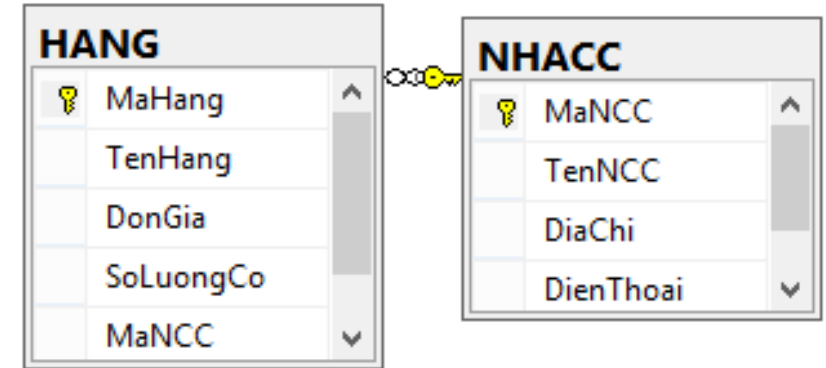 HANG
MaHang
TenHang
DonGia
SoLuongCo
MaNCC
NHACC
MaNCC
TenNCC
DiaChi
DienThoai